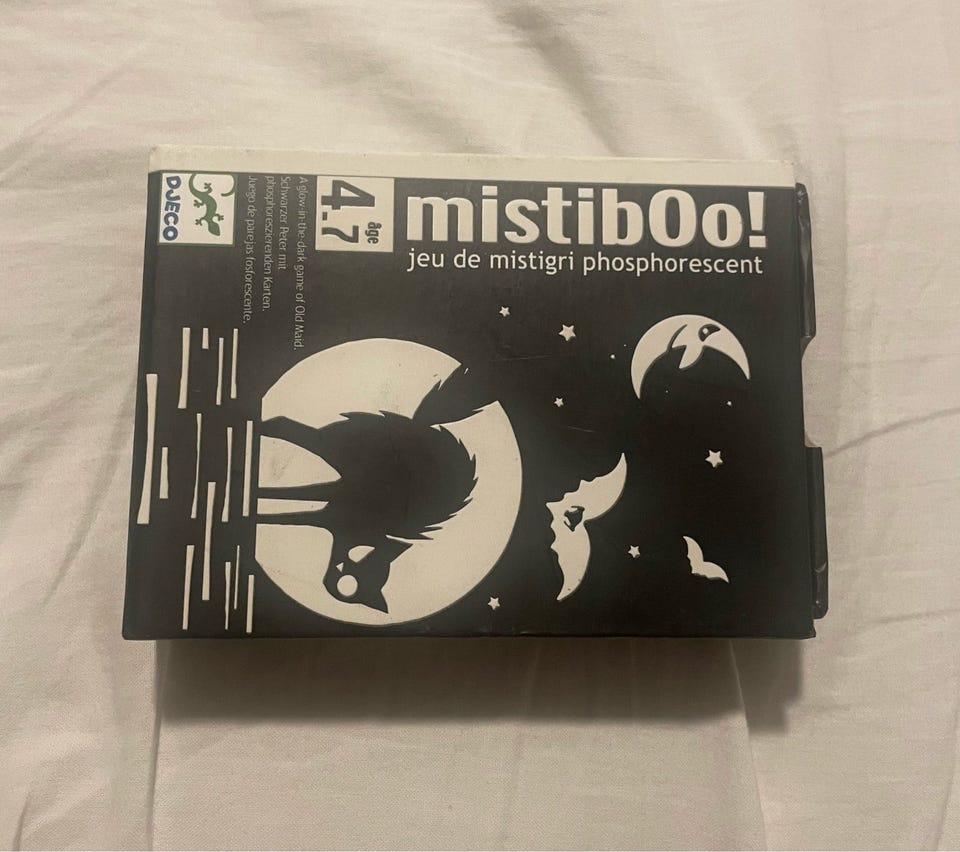 mistibOo!
jeu de mistigri phosphorescent
âge
4.7
A glow-in-the-dark game of Old Maid.
Schwarzer Peter mit
phosphoreszierenden Karten.
Juego de parejas fosforescente.
DJECO